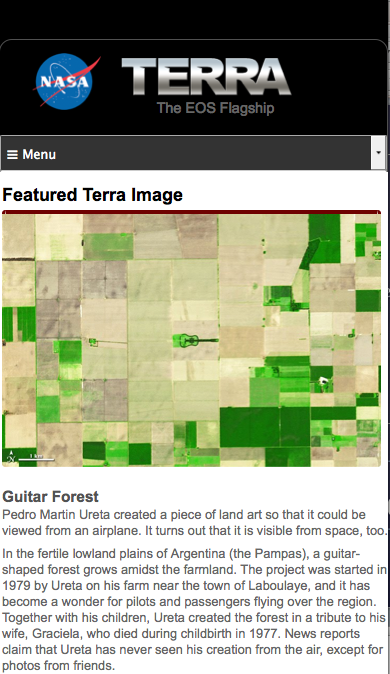 NASA
TERRA
The EOS Flagship
≡ Menu
Featured Terra Image
N
1 km
Guitar Forest
Pedro Martin Ureta created a piece of land art so that it could be
viewed from an airplane. It turns out that it is visible from space, too.
In the fertile lowland plains of Argentina (the Pampas), a guitar-
shaped forest grows amidst the farmland. The project was started in
1979 by Ureta on his farm near the town of Laboulaye, and it has
become a wonder for pilots and passengers flying over the region.
Together with his children, Ureta created the forest in a tribute to his
wife, Graciela, who died during childbirth in 1977. News reports
claim that Ureta has never seen his creation from the air, except for
photos from friends.